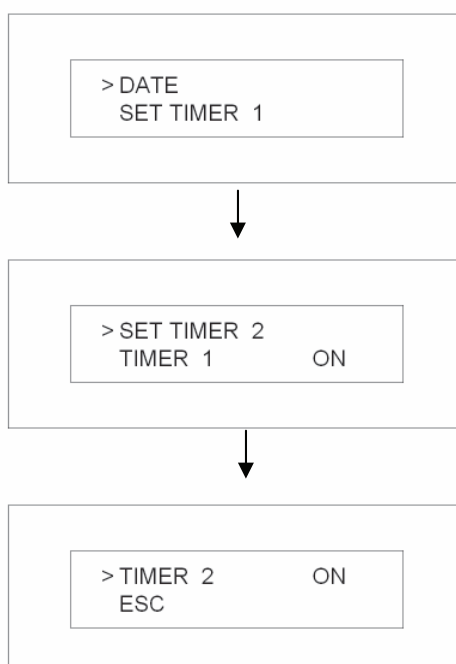 > DATE
SET TIMER 1
> SET TIMER 2
TIMER 1 ON
> TIMER 2 ON
ESC